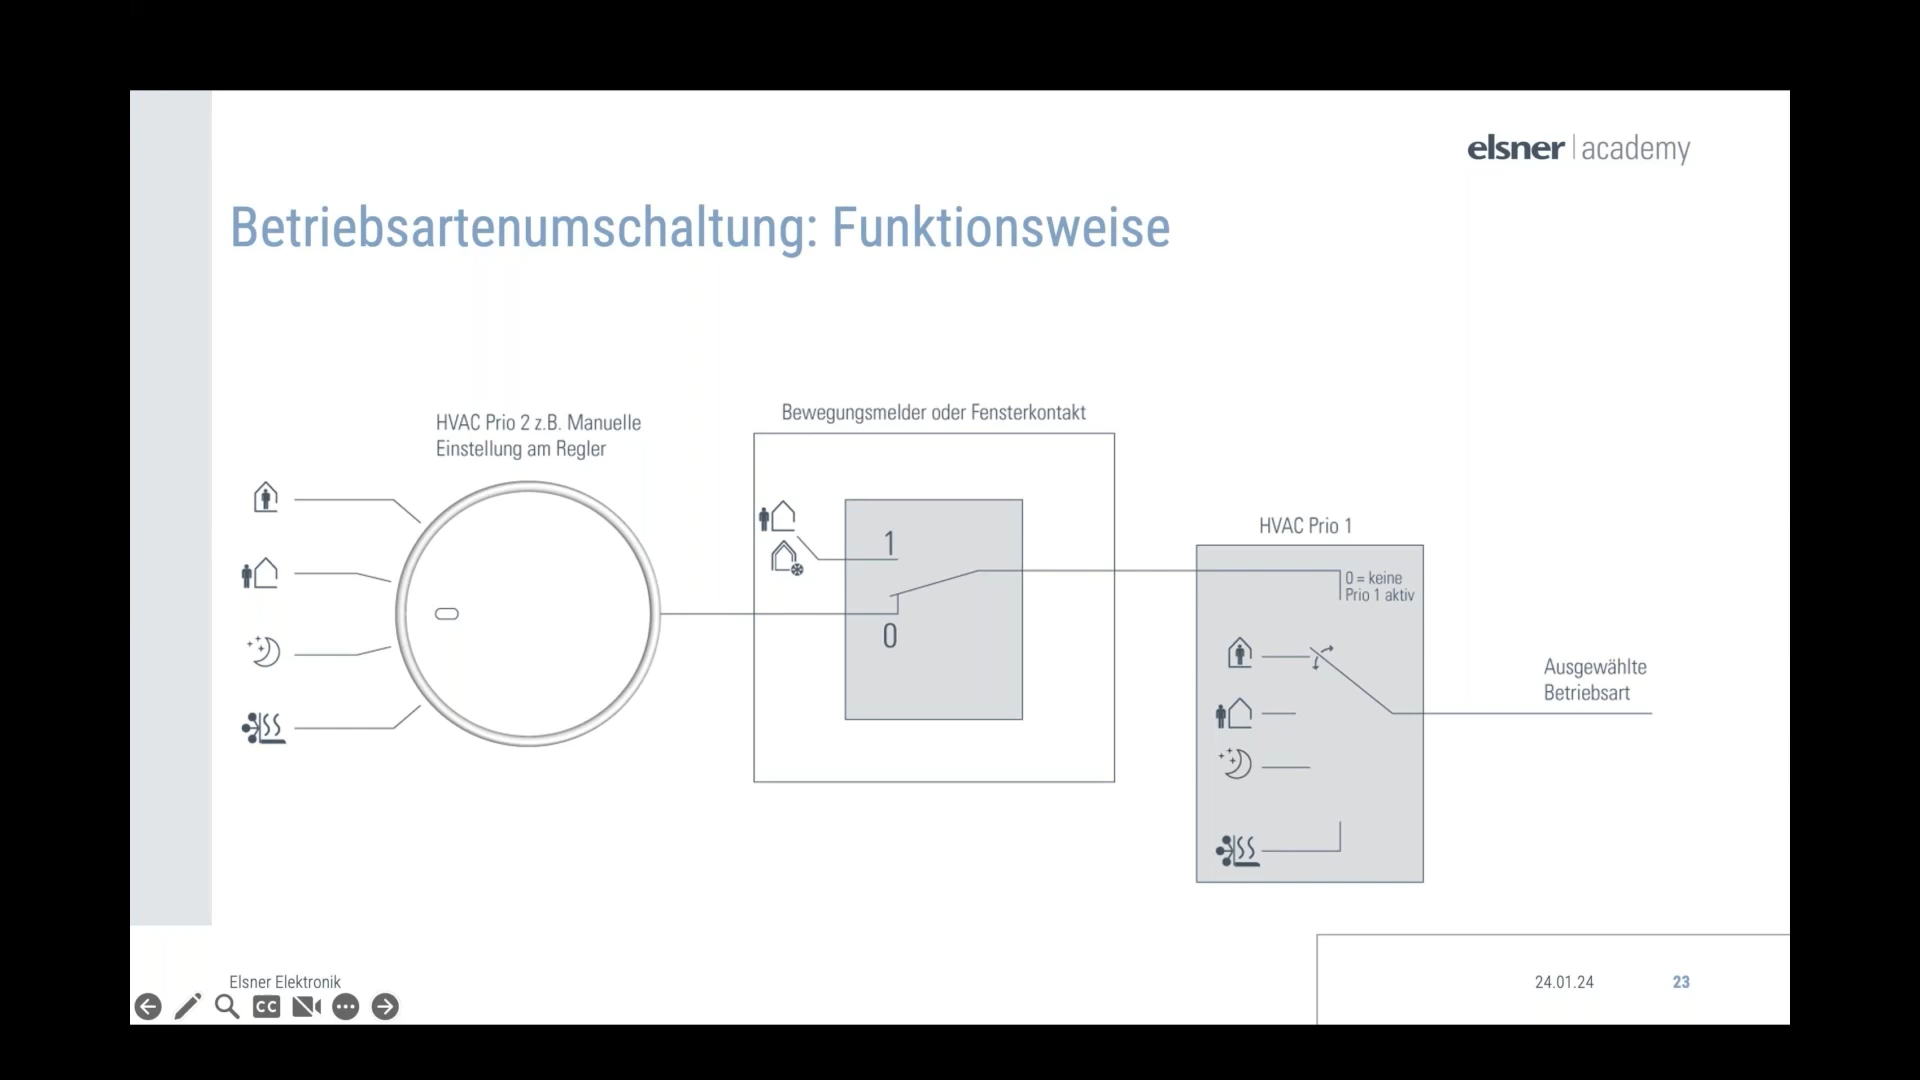 elsner | academy
Betriebsartenumschaltung: Funktionsweise
HVAC Prio 2 z.B. Manuelle
Einstellung am Regler
Bewegungsmelder oder Fensterkontakt
1
0
HVAC Prio 1
0 = keine
Prio 1 aktiv
Ausgewählte
Betriebsart
Elsner Elektronik
CC
24.01.24
23